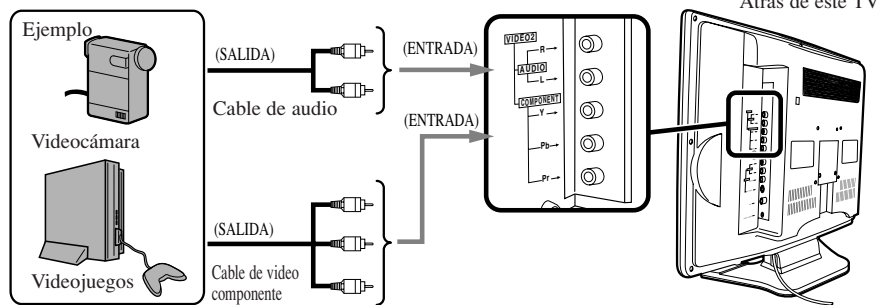 Atrás de este TV
Ejemplo
(SALIDA)
(ENTRADA)
Cable de audio
Videocámara
(ENTRADA)
VIDEO2
R
AUDIO
L
COMPONENT
Y
Pb
Pr
(SALIDA)
Videojuegos
Cable de video
componente